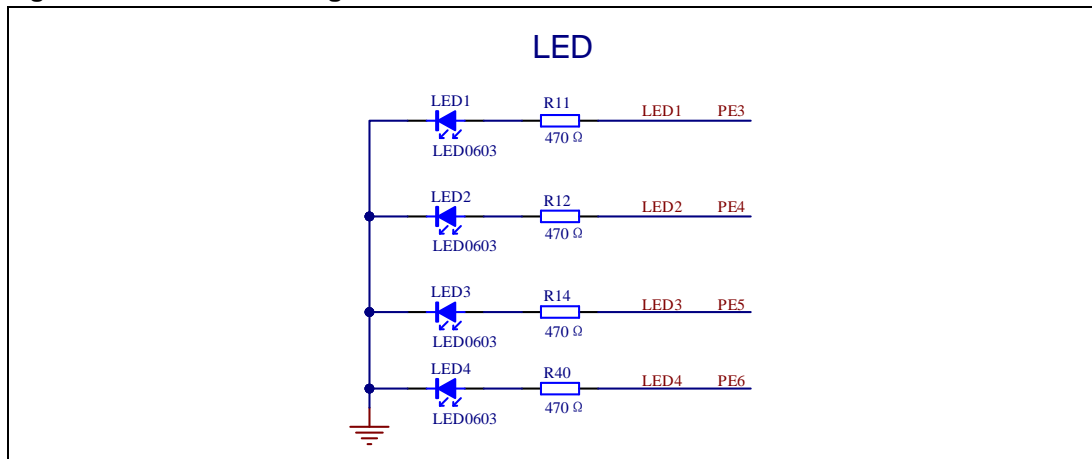 LED
LED1 R11 LED1 PE3
LED0603 470 Ω
LED2 R12 LED2 PE4
LED0603 470 Ω
LED3 R14 LED3 PE5
LED0603 470 Ω
LED4 R40 LED4 PE6
LED0603 470 Ω